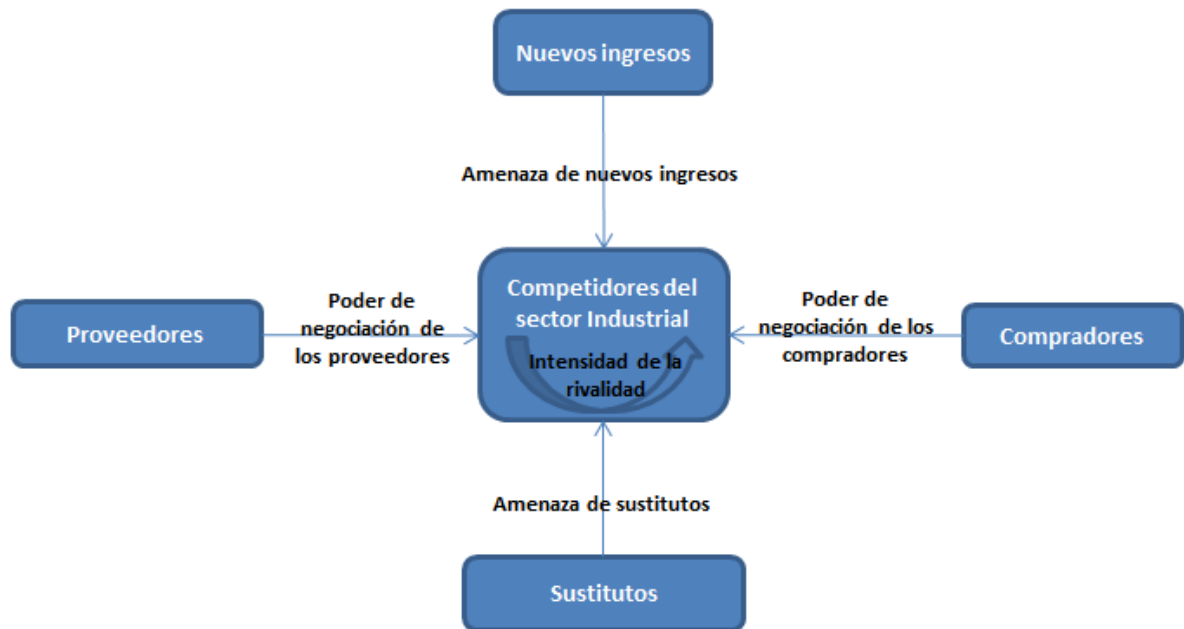 Nuevos ingresos
Amenaza de nuevos ingresos
Proveedores
Poder de
negociación de
los proveedores
Competidores del
sector Industrial
Intensidad de la
rivalidad
Poder de
negociación de los
compradores
Compradores
Amenaza de sustitutos
Sustitutos